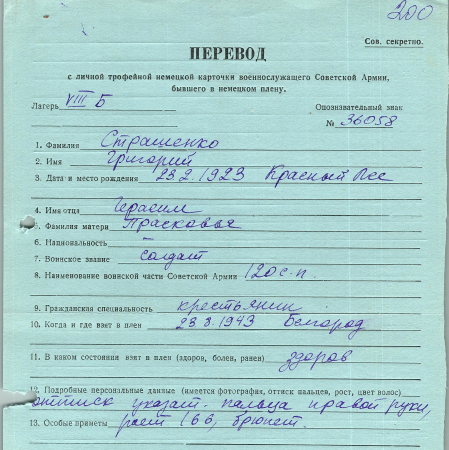 200
Сов. секретно.
ПЕРЕВОД
с личной трофейной немецкой карточки военнослужащего Советской Армии,
бывшего в немецком плену.
Лагерь VIII Б Опознавательный знак
№ 36058
1. Фамилия Страшенко
2. Имя Григорий
3. Дата и место рождения 23.2.1923 Красный Лес
4. Имя отца Герасим
5. Фамилия матери Прасковья
6. Национальность –
7. Воинское звание солдат
8. Наименование воинской части Советской Армии 120 с.п.
9. Гражданская специальность крестьянин
10. Когда и где взят в плен 23 8.1943 Белгород
11. В каком состоянии взят в плен (здоров, болен, ранен) здоров
12. Подробные персональные данные (имеется фотография, оттиск пальцев, рост, цвет волос)
оттиск указат. пальца правой руки,
13. Особые приметы рост 166, брюнет.